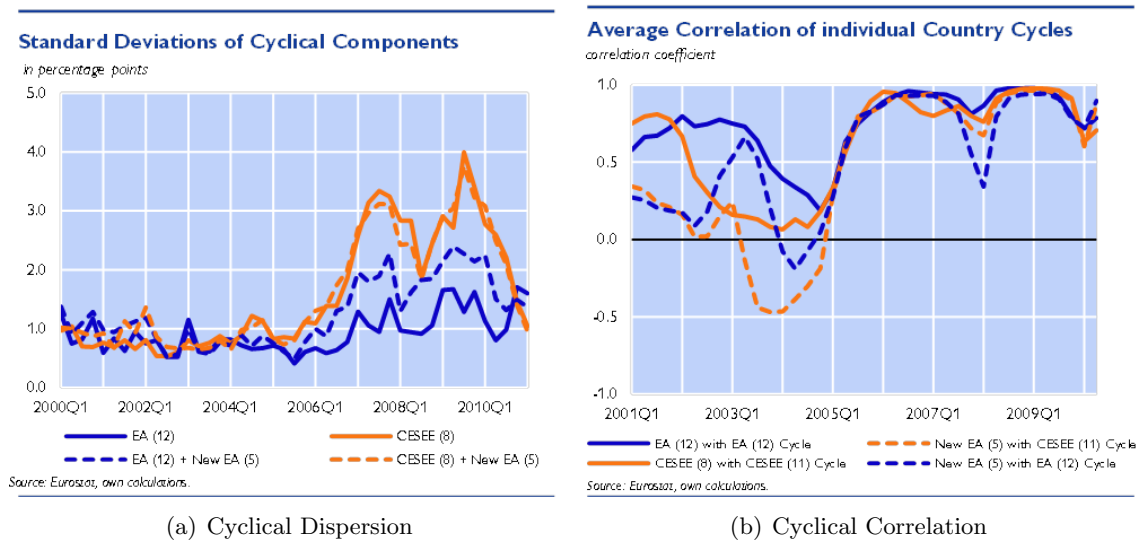 Standard Deviations of Cyclical Components
in percentage points
5.0
4.0
3.0
2.0
1.0
0.0
2000Q1 2002Q1 2004Q1 2006Q1 2008Q1 2010Q1
EA (12) CESEE (8)
EA (12) + New EA (5) CESEE (8) + New EA (5)
Source: Eurostat, own calculations.
(a) Cyclical Dispersion
Average Correlation of individual Country Cycles
correlation coefficient
1.0
0.5
0.0
-0.5
-1.0
2001Q1 2003Q1 2005Q1 2007Q1 2009Q1
EA (12) with EA (12) Cycle New EA (5) with CESEE (11) Cycle
CESEE (8) with CESEE (11) Cycle New EA (5) with EA (12) Cycle
Source: Eurostat, own calculations.
(b) Cyclical Correlation